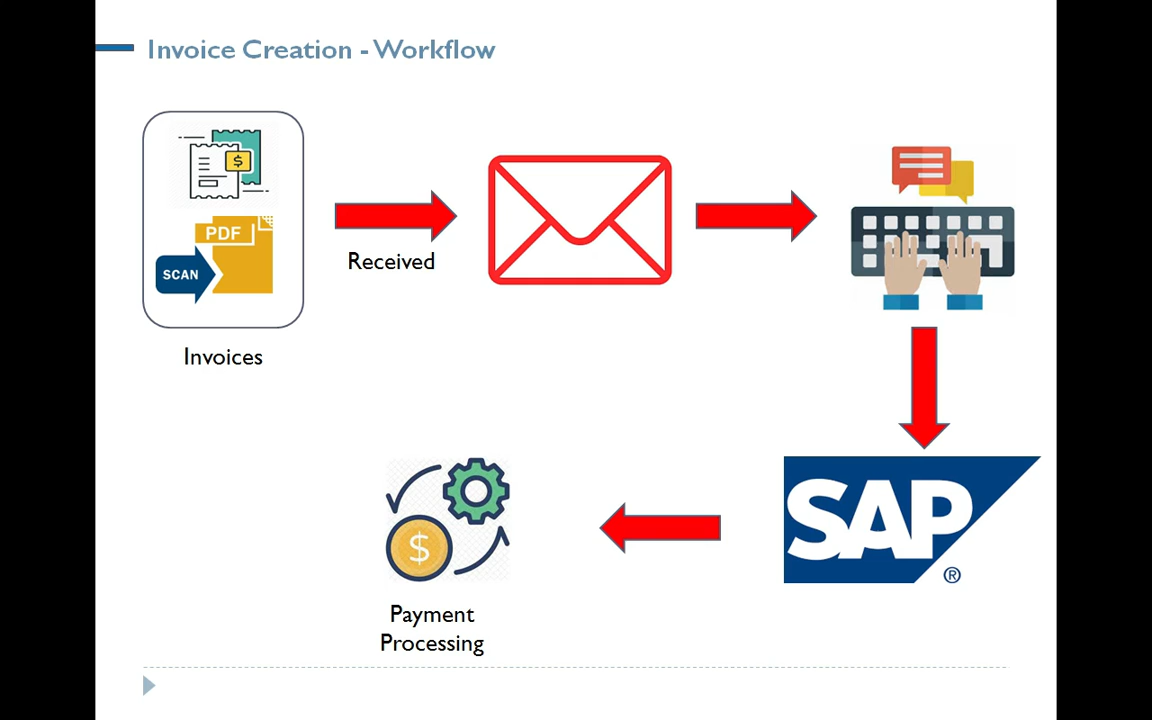 Invoice Creation - Workflow
$
PDF
SCAN
Received
Invoices
SAP
®
$
Payment
Processing